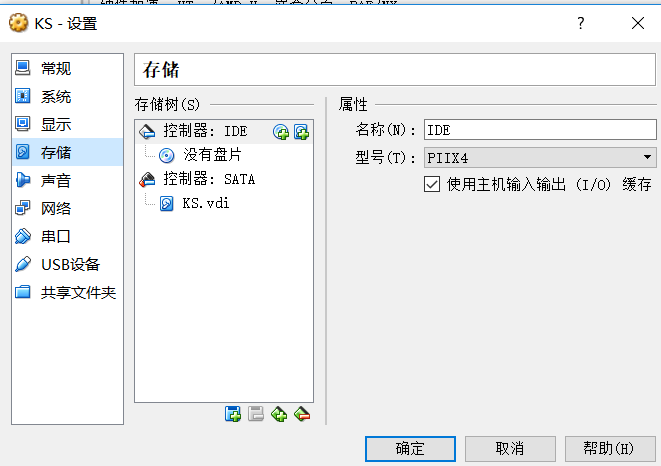 KS - 设置
?
常规
系统
显示
存储
声音
网络
串口
USB设备
共享文件夹
存储
存储树(S)
控制器: IDE
没有盘片
控制器: SATA
KS.vdi
属性
名称(N): IDE
型号(T): PIIX4
使用主机输入输出 (I/O) 缓存
确定
取消
帮助(H)